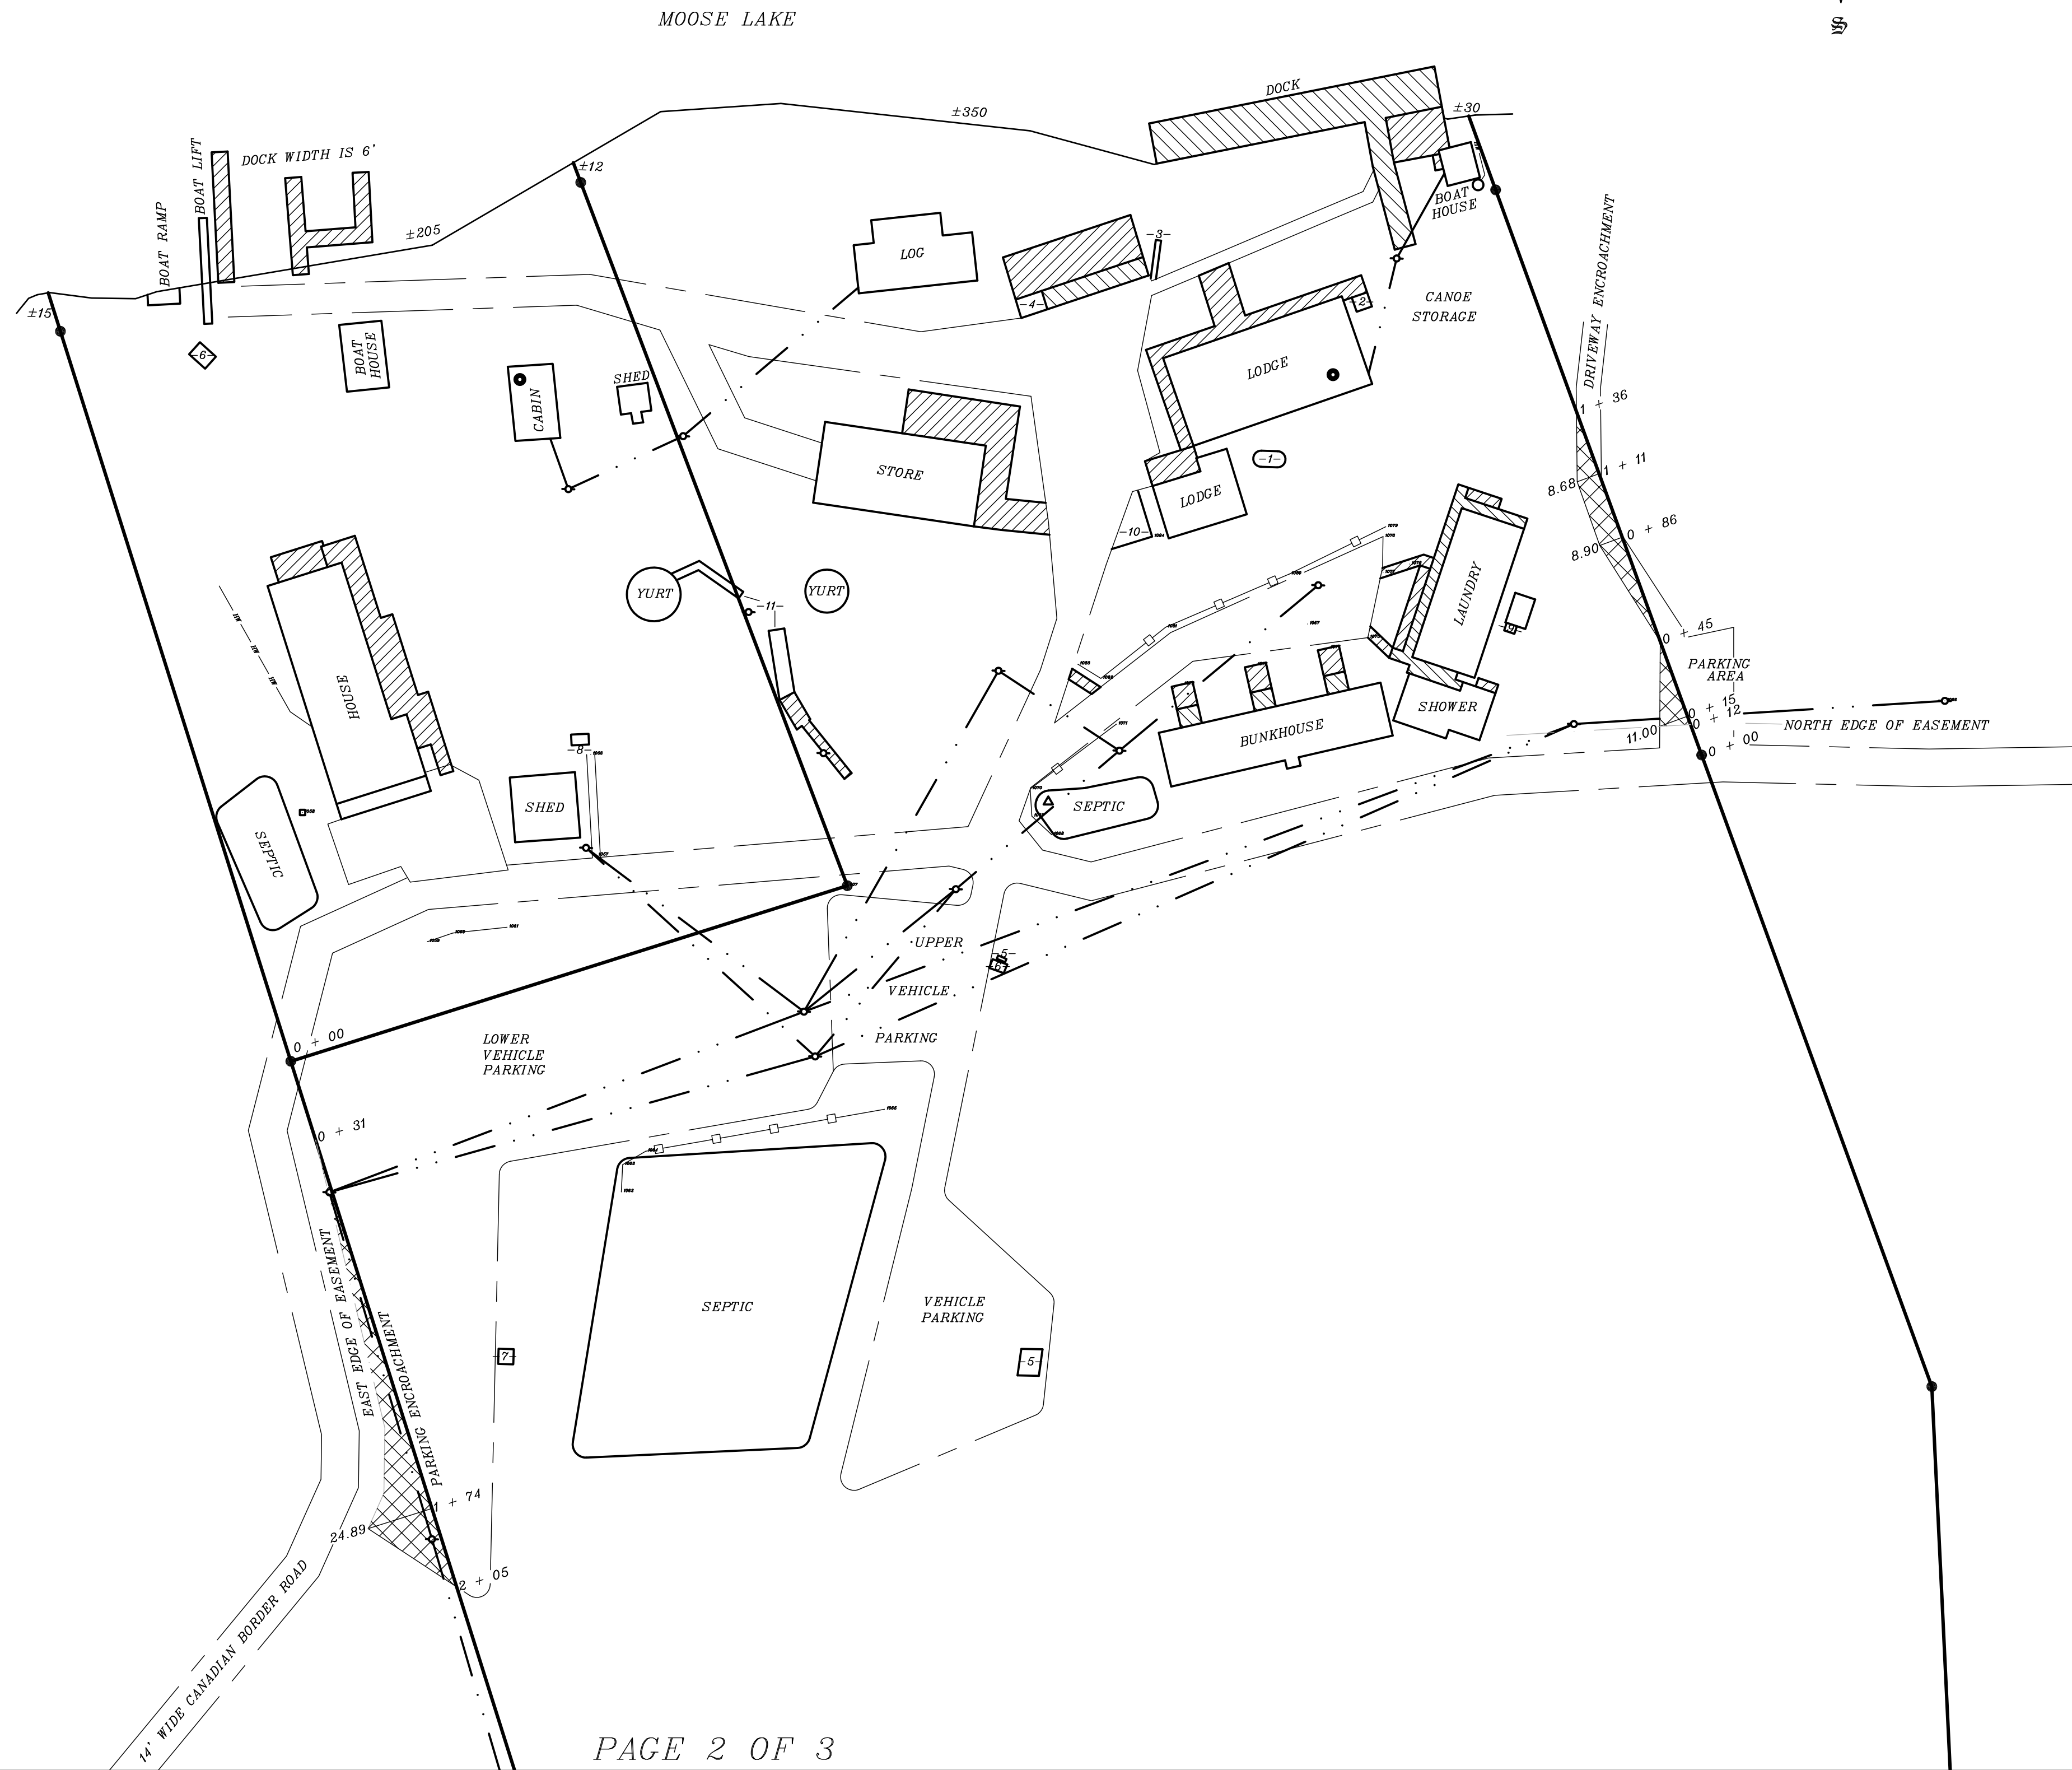 MOOSE LAKE
S
DOCK
±30
±350
BOAT LIFT
DOCK WIDTH IS 6'
±12
BOAT RAMP
±205
BOAT
HOUSE
LOG
-3-
-4-
-2-
CANOE
STORAGE
DRIVEWAY ENCROACHMENT
±15
-6-
BOAT
HOUSE
CABIN
SHED
LODGE
STORE
LODGE
-1-
-10-
1 + 36
1 + 11
8.68
0 + 86
8.90
YURT
YURT
-11-
LAUNDRY
-9-
0 + 45
PARKING
AREA
HW
HW
HW
HOUSE
SHOWER
BUNKHOUSE
0 + 15
0 + 12
11.00
NORTH EDGE OF EASEMENT
0 + 00
-8-
SHED
SEPTIC
SEPTIC
UPPER
VEHICLE
PARKING
-5-
-6-
LOWER
VEHICLE
PARKING
0 + 00
0 + 31
EAST EDGE OF EASEMENT
PARKING ENCROACHMENT
SEPTIC
VEHICLE
PARKING
-7-
-5-
1 + 74
24.89
2 + 05
14' WIDE CANADIAN BORDER ROAD
PAGE 2 OF 3